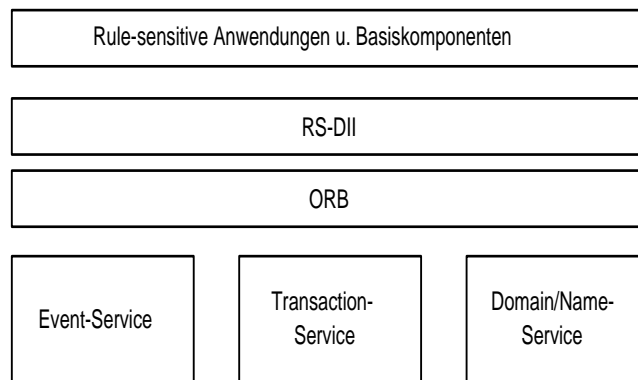 Rule-sensitive Anwendungen u. Basiskomponenten
RS-DII
ORB
Event-Service
Transaction-
Service
Domain/Name-
Service